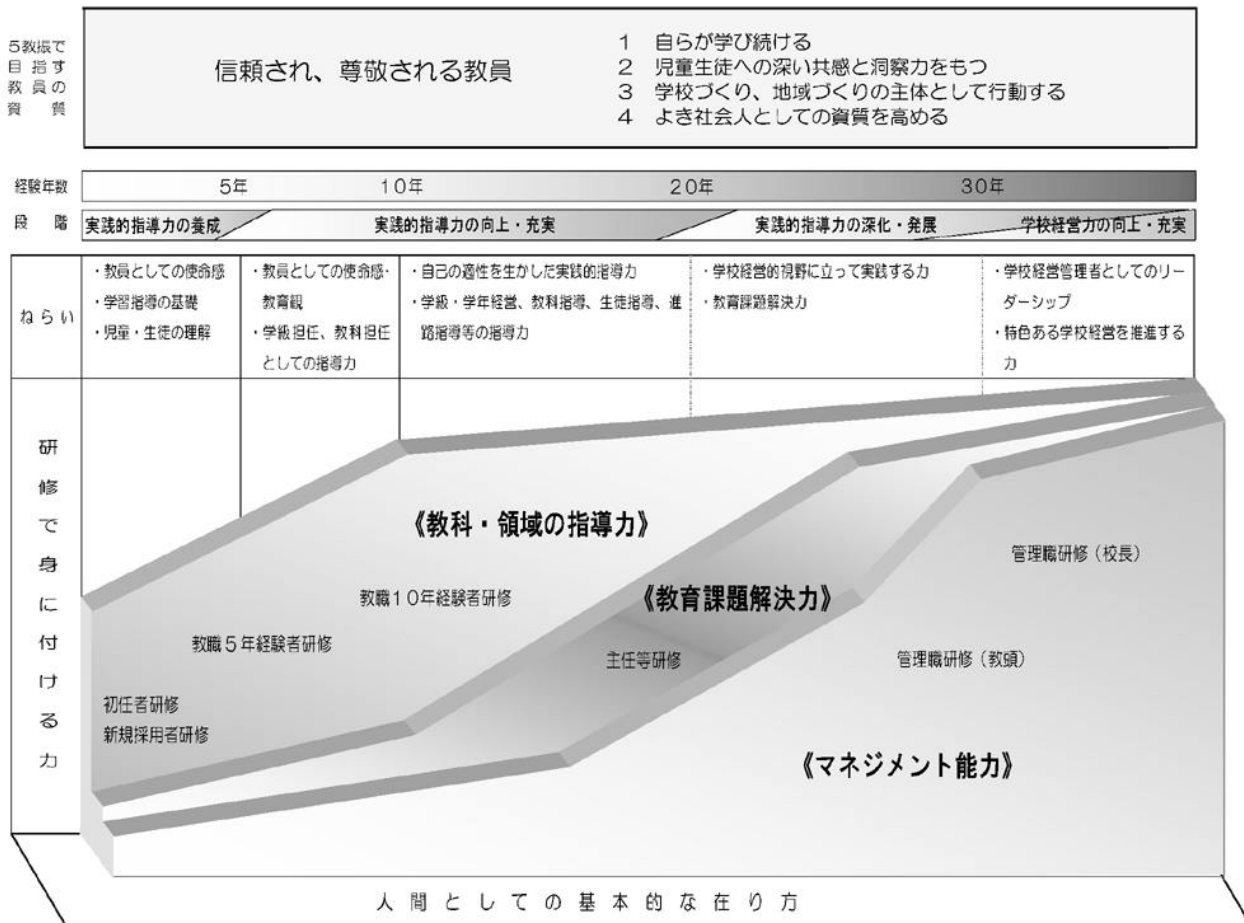 5教振で
目指す
教員の
資質
信頼され、尊敬される教員
1 自らが学び続ける
2 児童生徒への深い共感と洞察力をもつ
3 学校づくり、地域づくりの主体として行動する
4 よき社会人としての資質を高める
経験年数 5年 10年 20年 30年
段階 実践的指導力の養成 実践的指導力の向上・充実 実践的指導力の深化・発展 学校経営力の向上・充実
ねらい
・教員としての使命感
・学習指導の基礎
・児童・生徒の理解
・教員としての使命感・
教育観
・学級担任、教科担任
としての指導力
・自己の適性を生かした実践的指導力
・学級・学年経営、教科指導、生徒指導、進
路指導等の指導力
・学校経営的視野に立って実践する力
・教育課題解決力
・学校経営管理者としてのリー
ダーシップ
・特色ある学校経営を推進する
力
研修で身に付ける力
《教科・領域の指導力》
管理職研修（校長）
教職10年経験者研修
《教育課題解決力》
教職5年経験者研修
主任等研修
管理職研修（教頭）
初任者研修
新規採用者研修
《マネジメント能力》
人間としての基本的な在り方